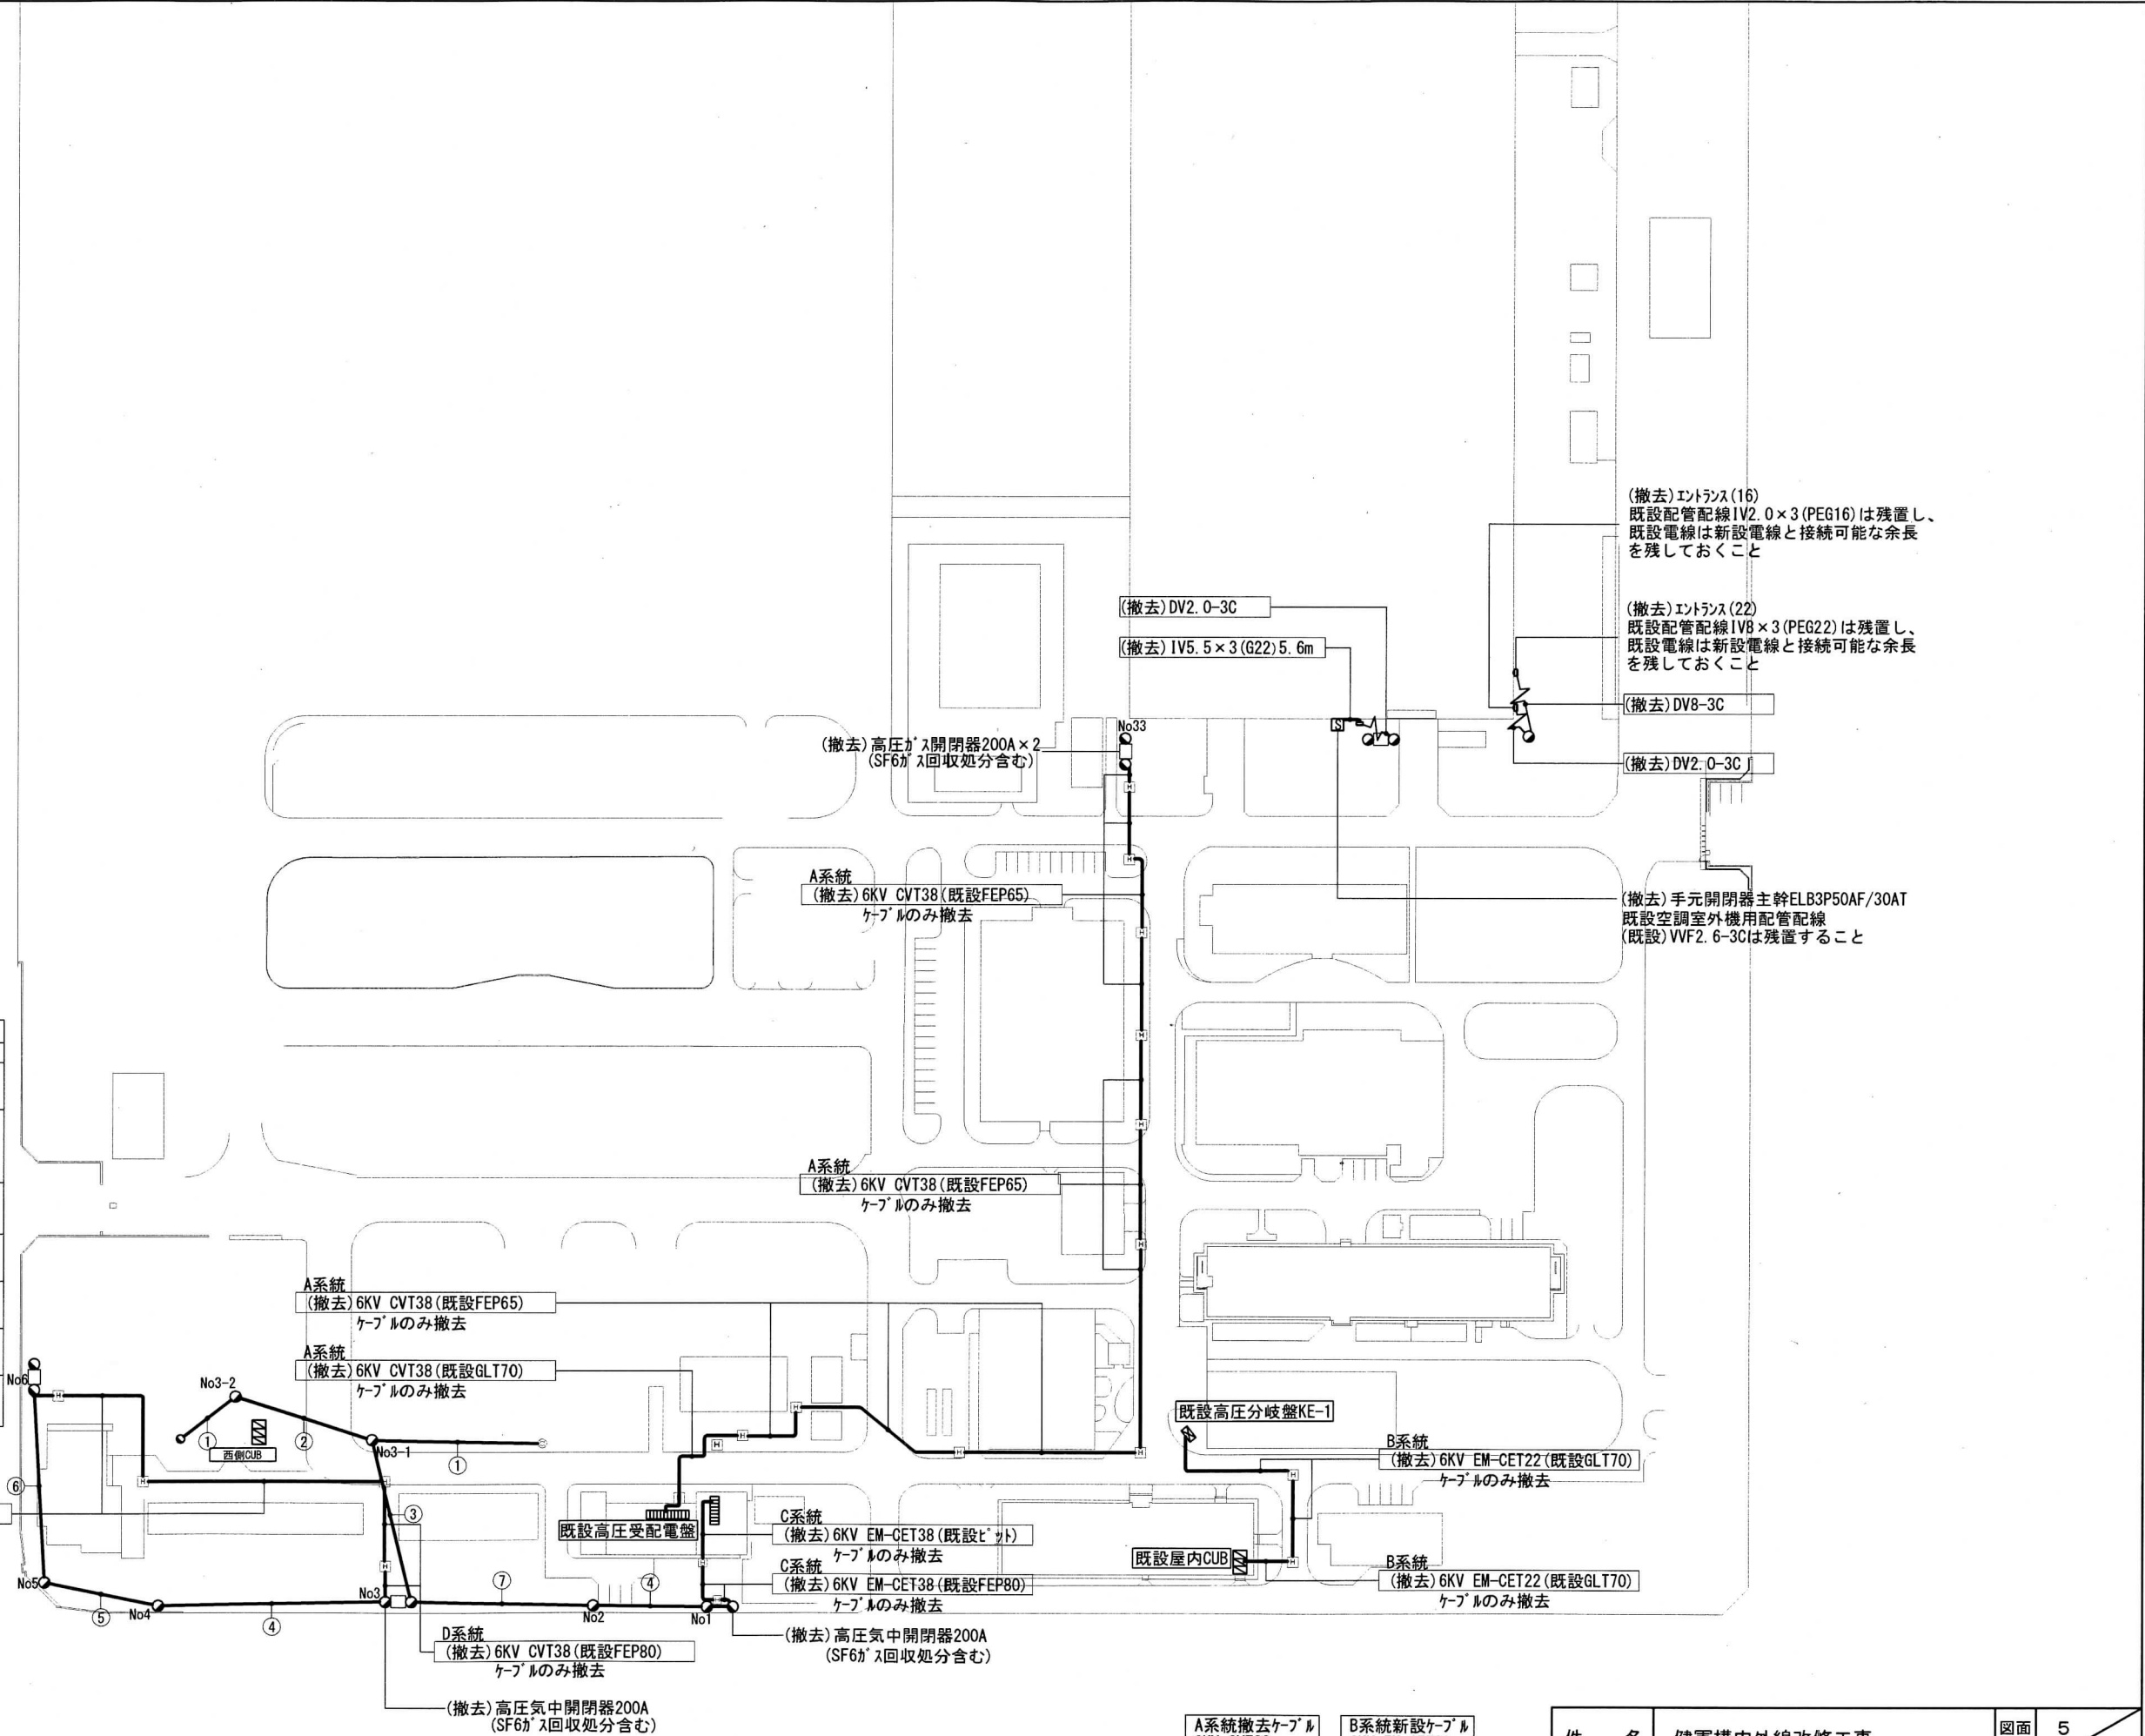 (撤去)エントランス(16)
既設配管配線IV2.0×3(PEG16)は残置し、
既設電線は新設電線と接続可能な余長
を残しておくこと
(撤去)エントランス(22)
既設配管配線IV8×3(PEG22)は残置し、
既設電線は新設電線と接続可能な余長
を残しておくこと
(撤去)DV2.0-3C
(撤去)IV5.5×3(G22)5.6m
(撤去)DV8-3C
S
No33
(撤去)高圧ガス開閉器200A×2
(SF6ガス回収処分含む)
(撤去)DV2.0-3C
H
H
A系統
(撤去)6KV CVT38(既設FEP65)
ケーブルのみ撤去
(撤去)手元開閉器主幹ELB3P50AF/30AT
既設空調室外機用配管配線
(既設)VVF2.6-3Cは残置すること
H
H
H
A系統
(撤去)6KV CVT38(既設FEP65)
ケーブルのみ撤去
H
A系統
(撤去)6KV CVT38(既設FEP65)
ケーブルのみ撤去
A系統
(撤去)6KV CVT38(既設GLT70)
ケーブルのみ撤去
No6
H
No3-2
①
②
西側CUB
No3-1
①
H
H
H
H
H
既設高圧分岐盤KE-1
B系統
(撤去)6KV EM-CET22(既設GLT70)
ケーブルのみ撤去
H
⑥
H
H
③
既設高圧受配電盤
C系統
(撤去)6KV EM-CET38(既設ピット)
ケーブルのみ撤去
既設屋内CUB
H
B系統
(撤去)6KV EM-CET22(既設GLT70)
ケーブルのみ撤去
C系統
(撤去)6KV EM-CET38(既設FEP80)
ケーブルのみ撤去
H
H
H
No5
⑤
No4
④
No3
⑦
No2
④
No1
(撤去)高圧気中開閉器200A
(SF6ガス回収処分含む)
D系統
(撤去)6KV CVT38(既設FEP80)
ケーブルのみ撤去
(撤去)高圧気中開閉器200A
(SF6ガス回収処分含む)
A系統撤去ケーブル
B系統新設ケーブル
件 名
健軍構内外線改修工事
図面
5